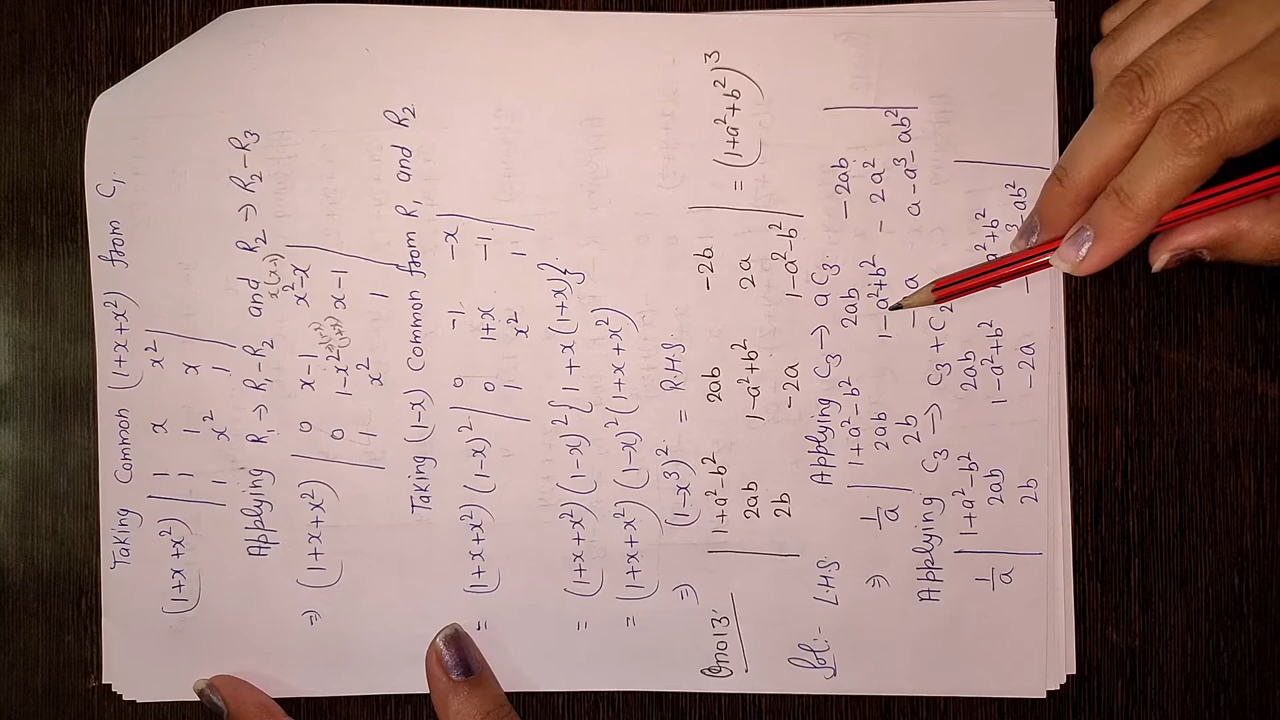 Taking Common (1+x+x²) from C₁
(1+x+x²) | 1 x x² |
| 1 1 x |
| 1 x² 1 |
Applying R₁ → R₁-R₂ and R₂ → R₂-R₃
⇒ (1+x+x²) | 0 x-1 x²-x |
| 0 1-x² x-1 |
| 1 x² 1 |
Taking (1-x) Common from R₁ and R₂
= (1+x+x²) (1-x)² | 0 -1 -x |
| 0 1+x -1 |
| 1 x² 1 |
= (1+x+x²) (1-x)² { 1+x(1+x)}
= (1+x+x²) (1-x)² (1+x+x²)
⇒ (1-x³)² = R.H.S
Qno13. | 1+a²-b² 2ab -2b |
| 2ab 1-a²+b² 2a | = (1+a²+b²)³
| 2b -2a 1-a²-b² |
Sol:- L.H.S Applying C₃ → aC₃
⇒ 1/a | 1+a²-b² 2ab -2ab |
| 2ab 1-a²+b² - 2a² |
| 2b a-a³-ab² |
Applying C₃ → C₃ + C₂
1/a | 1+a²-b² 2ab |
| 2ab 1-a²+b² a²+b² |
| 2b -2a ³-ab² |